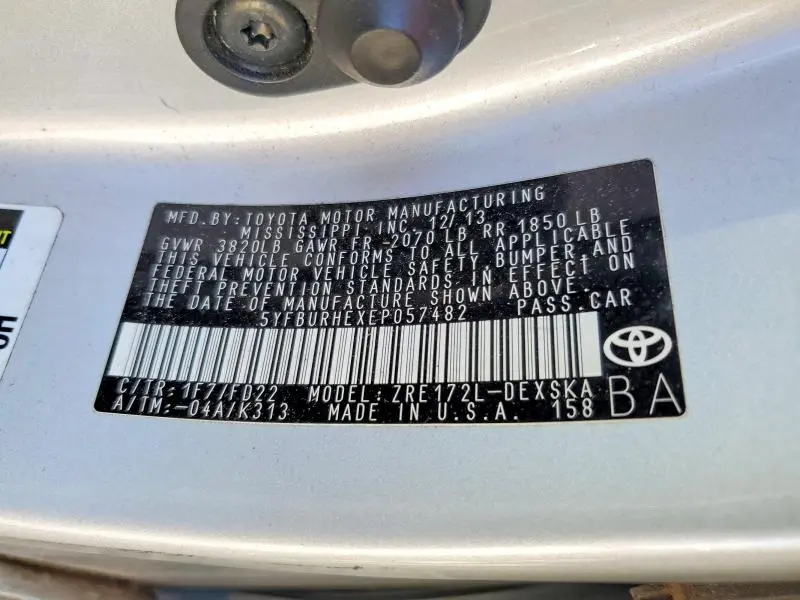 MFD. BY: TOYOTA MOTOR MANUFACTURING
MISSISSIPPI, INC. 12/13
GVWR 3820LB GAWR FR -2070 LB RR 1850 LB
THIS VEHICLE CONFORMS TO ALL APPLICABLE
FEDERAL MOTOR VEHICLE SAFETY, BUMPER, AND
THEFT PREVENTION STANDARDS IN EFFECT ON
THE DATE OF MANUFACTURE SHOWN ABOVE.
5YFBURHEXEP057482 PASS. CAR
C/TR: 1F7/FD22 MODEL: ZRE172L-DEXSKA
A/TM: -04A/K313 MADE IN U.S.A. 158
BA